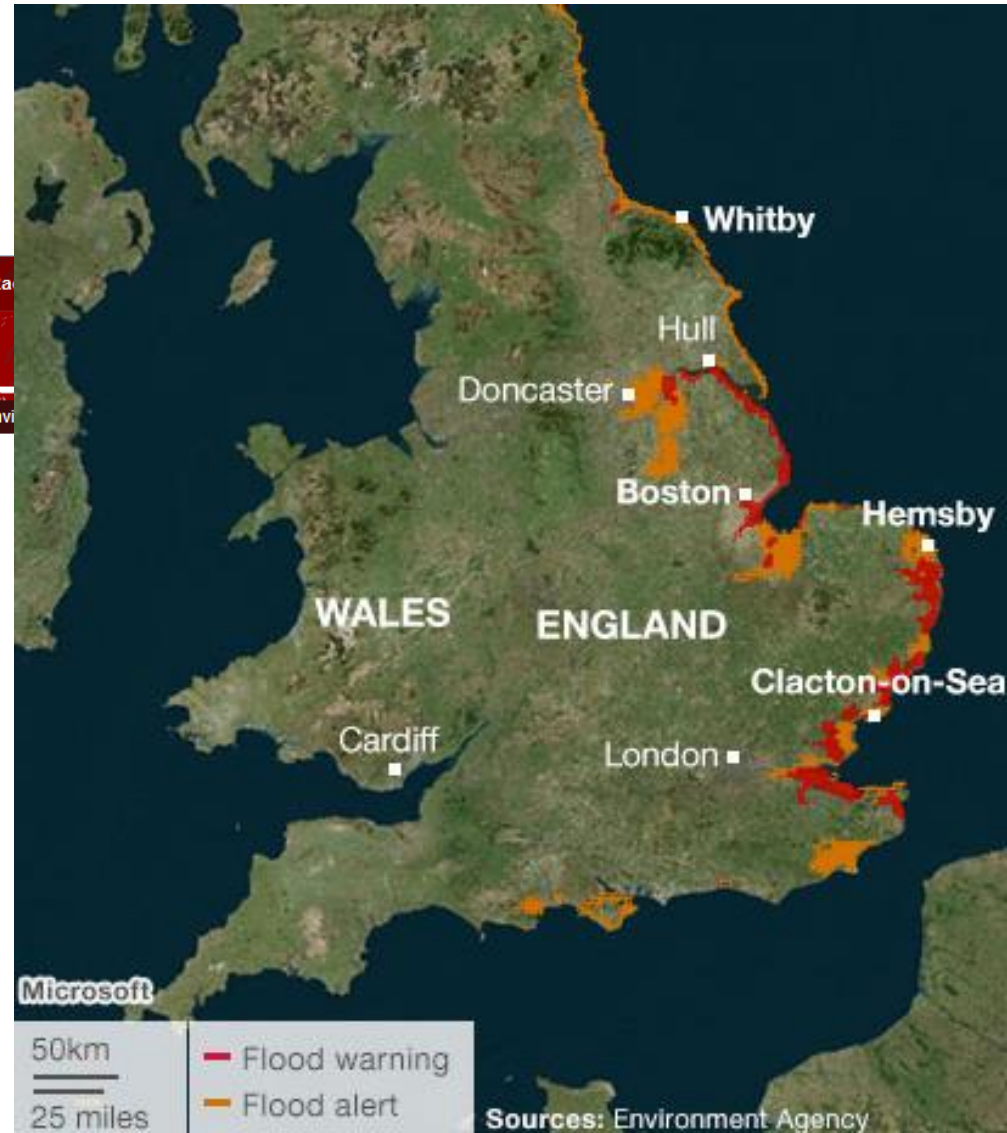 Whitby
Hull
Doncaster
Boston
Hemsby
WALES
ENGLAND
Clacton-on-Sea
Cardiff
London
Microsoft
50km
25 miles
Flood warning
Flood alert
Sources: Environment Agency